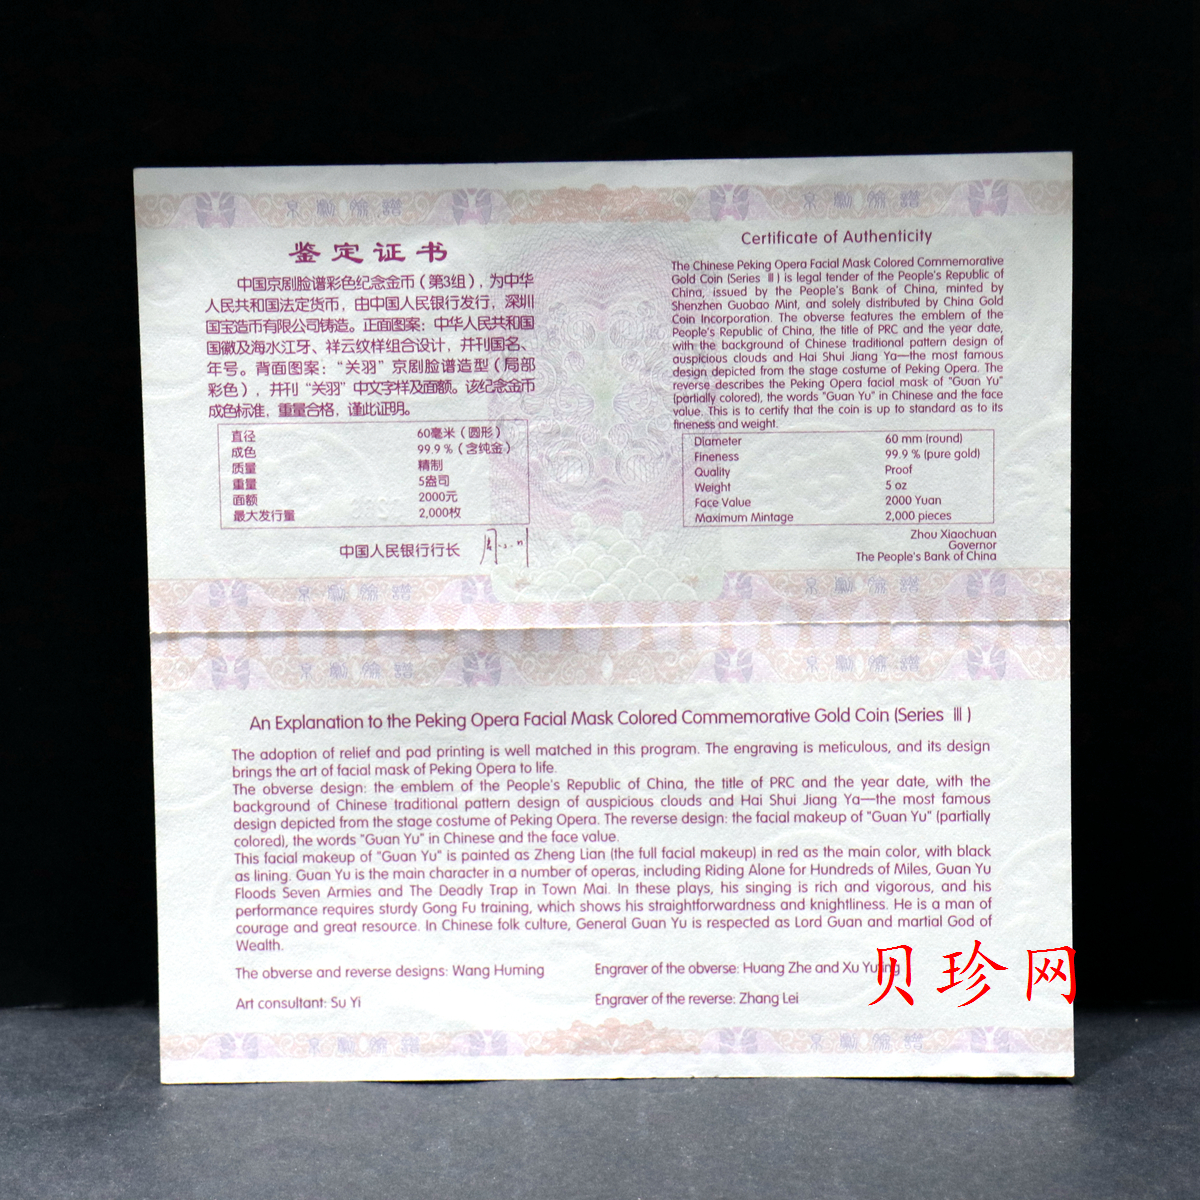 鉴定证书
中国京剧脸谱彩色纪念金币（第3组），为中华
人民共和国法定货币，由中国人民银行发行，深圳
国宝造币有限公司铸造。正面图案：中华人民共和国
国徽及海水江牙、祥云纹样组合设计，并刊国名、
年号。背面图案：“关羽”京剧脸谱造型（局部
彩色），并刊“关羽”中文字样及面额。该纪念金币
成色标准，重量合格，谨此证明。
直径 60毫米（圆形）
成色 99.9％（含纯金）
质量 精制
重量 5盎司
面额 2000元
最大发行量 2,000枚
中国人民银行行长
Certificate of Authenticity
The Chinese Peking Opera Facial Mask Colored Commemorative
Gold Coin (Series Ⅲ) is legal tender of the People's Republic of
China, issued by the People's Bank of China, minted by
Shenzhen Guobao Mint, and solely distributed by China Gold
Coin Incorporation. The obverse features the emblem of the
People's Republic of China, the title of PRC and the year date,
with the background of Chinese traditional pattern design of
auspicious clouds and Hai Shui Jiang Ya—the most famous
design depicted from the stage costume of Peking Opera. The
reverse describes the Peking Opera facial mask of "Guan Yu"
(partially colored), the words "Guan Yu" in Chinese and the face
value. This is to certify that the coin is up to standard as to its
fineness and weight.
Diameter 60 mm (round)
Fineness 99.9 % (pure gold)
Quality Proof
Weight 5 oz
Face Value 2000 Yuan
Maximum Mintage 2,000 pieces
Zhou Xiaochuan
Governor
The People's Bank of China
An Explanation to the Peking Opera Facial Mask Colored Commemorative Gold Coin (Series Ⅲ)
The adoption of relief and pad printing is well matched in this program. The engraving is meticulous, and its design
brings the art of facial mask of Peking Opera to life.
The obverse design: the emblem of the People's Republic of China, the title of PRC and the year date, with the
background of Chinese traditional pattern design of auspicious clouds and Hai Shui Jiang Ya—the most famous
design depicted from the stage costume of Peking Opera. The reverse design: the facial makeup of "Guan Yu" (partially
colored), the words "Guan Yu" in Chinese and the face value.
This facial makeup of "Guan Yu" is painted as Zheng Lian (the full facial makeup) in red as the main color, with black
as lining. Guan Yu is the main character in a number of operas, including Riding Alone for Hundreds of Miles, Guan Yu
Floods Seven Armies and The Deadly Trap in Town Mai. In these plays, his singing is rich and vigorous, and his
performance requires sturdy Gong Fu training, which shows his straightforwardness and knightliness. He is a man of
courage and great resource. In Chinese folk culture, General Guan Yu is respected as Lord Guan and martial God of
Wealth.
The obverse and reverse designs: Wang Huming
Engraver of the obverse: Huang Zhe and Xu
Art consultant: Su Yi
Engraver of the reverse: Zhang Lei
贝珍网